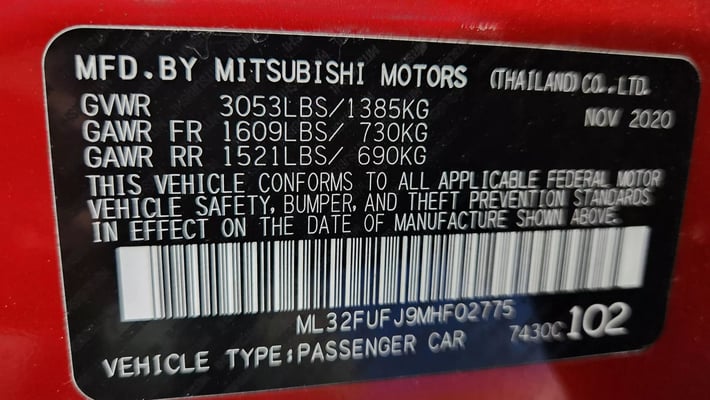 MFD.BY MITSUBISHI MOTORS (THAILAND) CO., LTD.
GVWR 3053LBS/1385KG NOV 2020
GAWR FR 1609LBS/ 730KG
GAWR RR 1521LBS/ 690KG
THIS VEHICLE CONFORMS TO ALL APPLICABLE FEDERAL MOTOR
VEHICLE SAFETY, BUMPER, AND THEFT PREVENTION STANDARDS
IN EFFECT ON THE DATE OF MANUFACTURE SHOWN ABOVE.
ML32FUFJ9MHF02775
VEHICLE TYPE:PASSENGER CAR 7430C 102